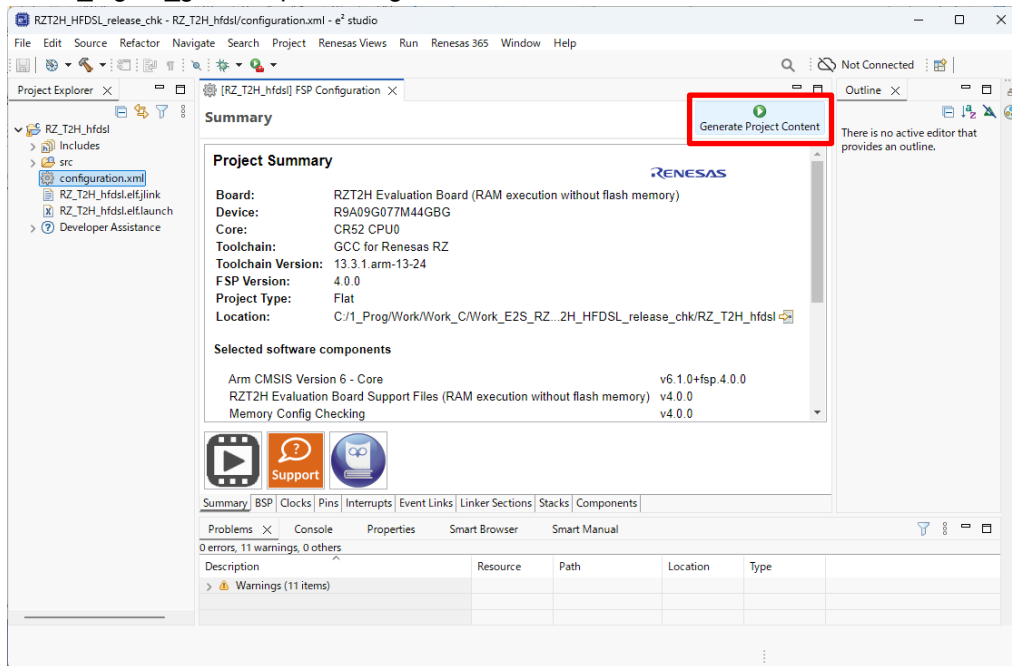 RZT2H_HFDSL_release_chk - RZ_T2H_hfdsl/configuration.xml - e² studio
File Edit Source Refactor Navigate Search Project Renesas Views Run Renesas 365 Window Help
Not Connected
Project Explorer
[RZ_T2H_hfdsl] FSP Configuration
Outline
Summary
Generate Project Content
There is no active editor that
provides an outline.
RZ_T2H_hfdsl
Includes
src
configuration.xml
RZ_T2H_hfdsl.elf.jlink
RZ_T2H_hfdsl.elf.launch
Developer Assistance
Project Summary
RENESAS
Board: RZT2H Evaluation Board (RAM execution without flash memory)
Device: R9A09G077M44GBG
Core: CR52 CPU0
Toolchain: GCC for Renesas RZ
Toolchain Version: 13.3.1.arm-13-24
FSP Version: 4.0.0
Project Type: Flat
Location: C:/1_Prog/Work/Work_C/Work_E2S_RZ...2H_HFDSL_release_chk/RZ_T2H_hfdsl
Selected software components
Arm CMSIS Version 6 - Core v6.1.0+fsp.4.0.0
RZT2H Evaluation Board Support Files (RAM execution without flash memory) v4.0.0
Memory Config Checking v4.0.0
Support
Summary BSP Clocks Pins Interrupts Event Links Linker Sections Stacks Components
Problems Console Properties Smart Browser Smart Manual
0 errors, 11 warnings, 0 others
Description Resource Path Location Type
Warnings (11 items)